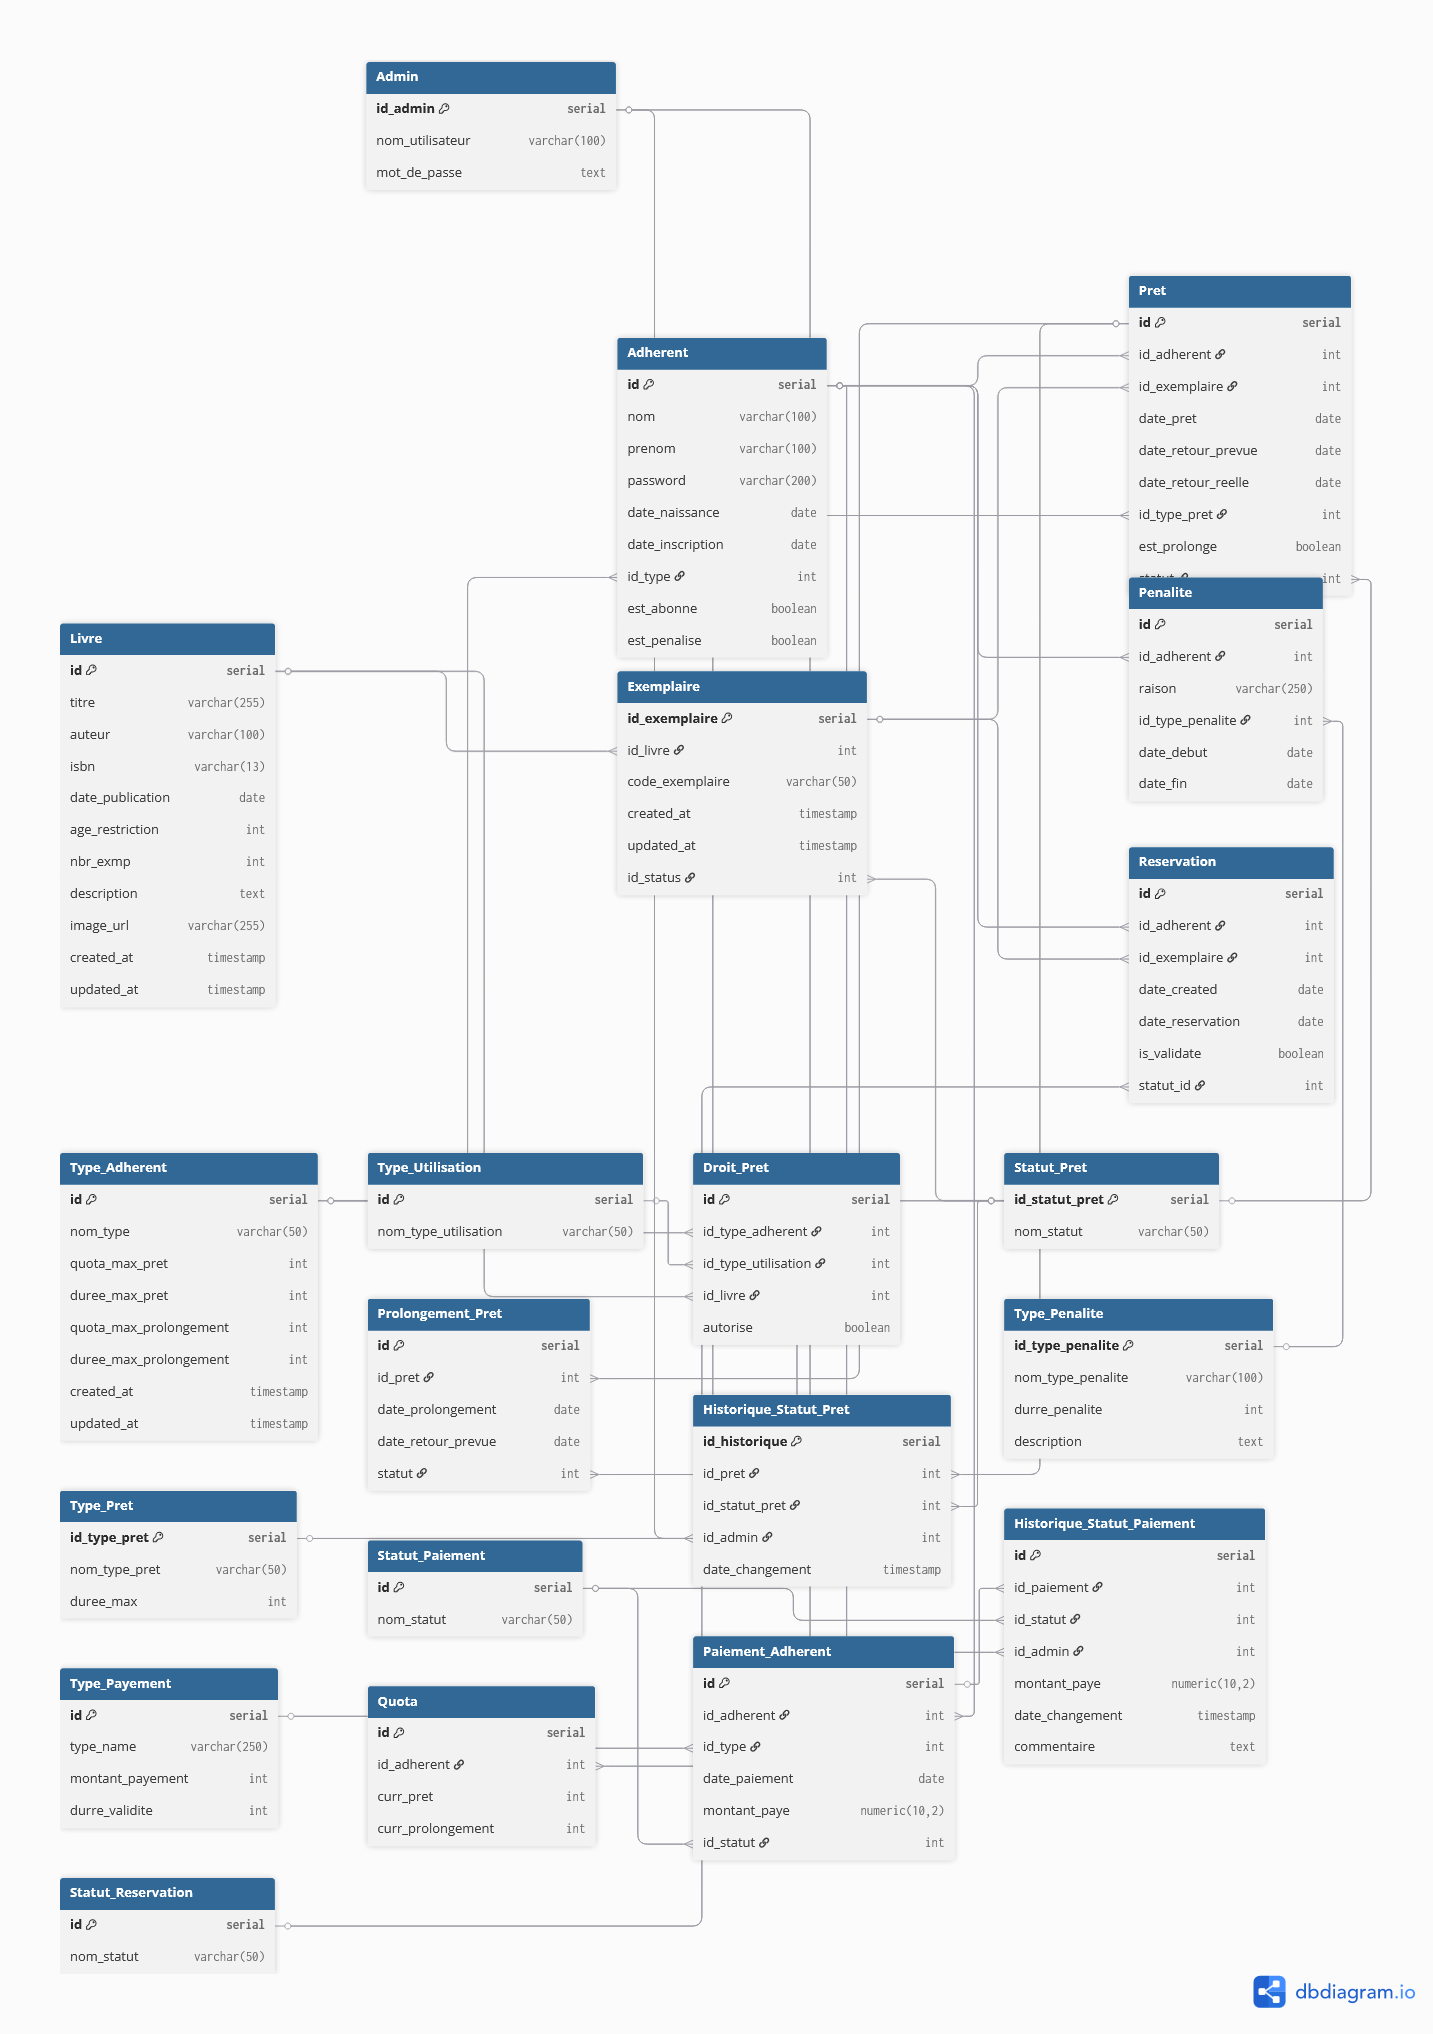 Admin
id_admin serial
nom_utilisateur varchar(100)
mot_de_passe text
Pret
id serial
id_adherent int
id_exemplaire int
date_pret date
date_retour_prevue date
date_retour_reelle date
id_type_pret int
est_prolonge boolean
statut int
Adherent
id serial
nom varchar(100)
prenom varchar(100)
password varchar(200)
date_naissance date
date_inscription date
id_type int
est_abonne boolean
est_penalise boolean
Penalite
id serial
id_adherent int
raison varchar(250)
id_type_penalite int
date_debut date
date_fin date
Livre
id serial
titre varchar(255)
auteur varchar(100)
isbn varchar(13)
date_publication date
age_restriction int
nbr_exmp int
description text
image_url varchar(255)
created_at timestamp
updated_at timestamp
Exemplaire
id_exemplaire serial
id_livre int
code_exemplaire varchar(50)
created_at timestamp
updated_at timestamp
id_status int
Reservation
id serial
id_adherent int
id_exemplaire int
date_created date
date_reservation date
is_validate boolean
statut_id int
Type_Adherent
id serial
nom_type varchar(50)
quota_max_pret int
duree_max_pret int
quota_max_prolongement int
duree_max_prolongement int
created_at timestamp
updated_at timestamp
Type_Utilisation
id serial
nom_type_utilisation varchar(50)
Droit_Pret
id serial
id_type_adherent int
id_type_utilisation int
id_livre int
autorise boolean
Statut_Pret
id_statut_pret serial
nom_statut varchar(50)
Prolongement_Pret
id serial
id_pret int
date_prolongement date
date_retour_prevue date
statut int
Type_Penalite
id_type_penalite serial
nom_type_penalite varchar(100)
durre_penalite int
description text
Historique_Statut_Pret
id_historique serial
id_pret int
id_statut_pret int
id_admin int
date_changement timestamp
Type_Pret
id_type_pret serial
nom_type_pret varchar(50)
duree_max int
Statut_Paiement
id serial
nom_statut varchar(50)
Historique_Statut_Paiement
id serial
id_paiement int
id_statut int
id_admin int
montant_paye numeric(10,2)
date_changement timestamp
commentaire text
Paiement_Adherent
id serial
id_adherent int
id_type int
date_paiement date
montant_paye numeric(10,2)
id_statut int
Type_Payement
id serial
type_name varchar(250)
montant_payement int
durre_validite int
Quota
id serial
id_adherent int
curr_pret int
curr_prolongement int
Statut_Reservation
id serial
nom_statut varchar(50)
dbdiagram.io